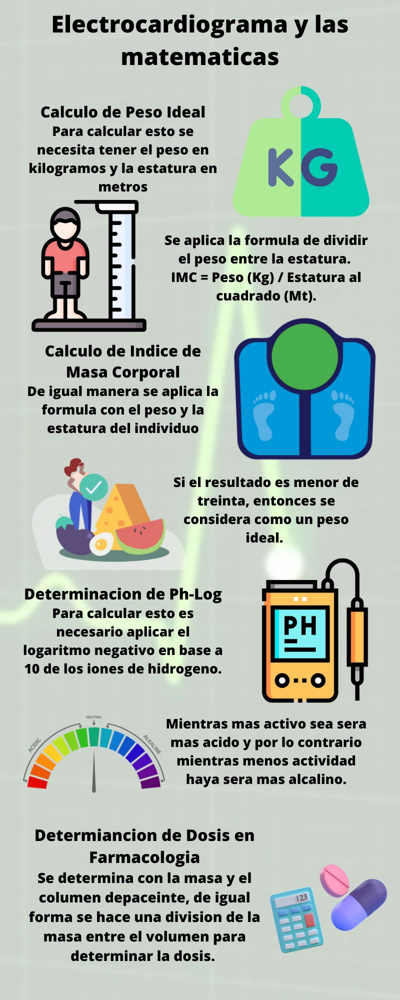 Electrocardiograma y las
matematicas
Calculo de Peso Ideal
Para calcular esto se
necesita tener el peso en
kilogramos y la estatura en
metros
KG
Se aplica la formula de dividir
el peso entre la estatura.
IMC = Peso (Kg) / Estatura al
cuadrado (Mt).
Calculo de Indice de
Masa Corporal
De igual manera se aplica la
formula con el peso y la
estatura del individuo
Si el resultado es menor de
treinta, entonces se
considera como un peso
ideal.
Determinacion de Ph-Log
Para calcular esto es
necesario aplicar el
logaritmo negativo en base a
10 de los iones de hidrogeno.
PH
ACIDIC
NEUTRAL
ALKALINE
Mientras mas activo sea sera
mas acido y por lo contrario
mientras menos actividad
haya sera mas alcalino.
Determiancion de Dosis en
Farmacologia
Se determina con la masa y el
columen depaceinte, de igual
forma se hace una division de la
masa entre el volumen para
determinar la dosis.
123